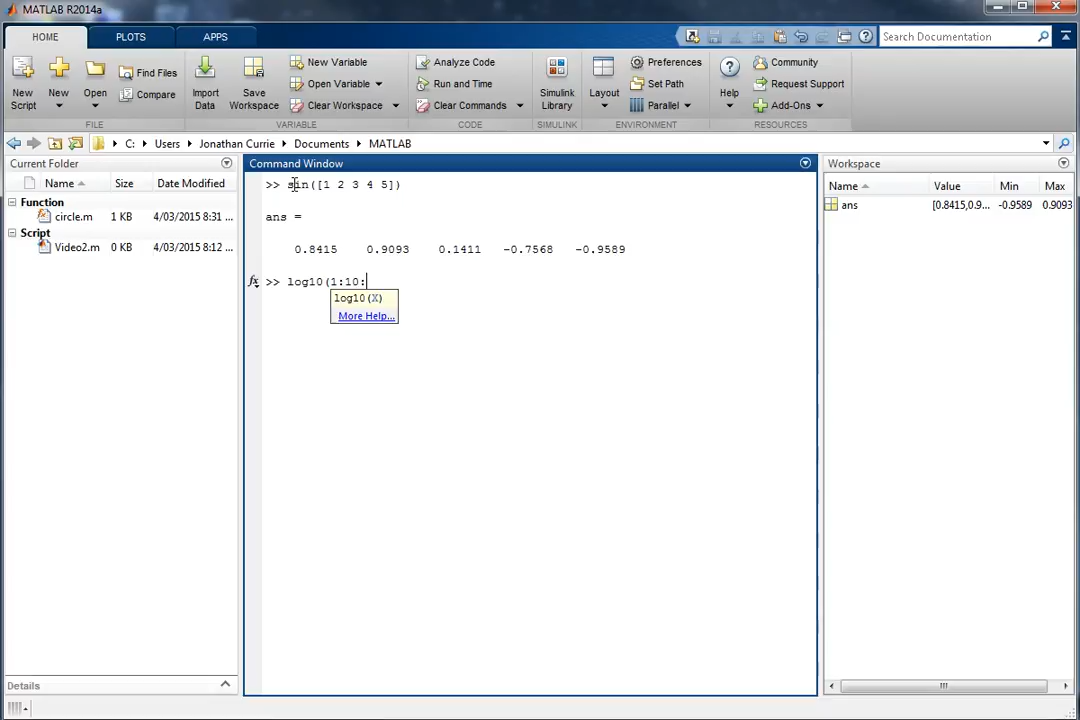 MATLAB R2014a
HOME PLOTS APPS
Search Documentation
New Script
New
Open
Find Files
Compare
Import Data
Save Workspace
New Variable
Open Variable
Clear Workspace
Analyze Code
Run and Time
Clear Commands
Simulink Library
Layout
Preferences
Set Path
Parallel
Help
Community
Request Support
Add-Ons
FILE VARIABLE CODE SIMULINK ENVIRONMENT RESOURCES
C: Users Jonathan Currie Documents MATLAB
Current Folder
Name Size Date Modified
Function
circle.m 1 KB 4/03/2015 8:31 ...
Script
Video2.m 0 KB 4/03/2015 8:12 ...
Details
Command Window
>> sin([1 2 3 4 5])
ans =
0.8415 0.9093 0.1411 -0.7568 -0.9589
fx >> log10(1:10:
log10(X)
More Help...
Workspace
Name Value Min Max
ans [0.8415,0.9... -0.9589 0.9093